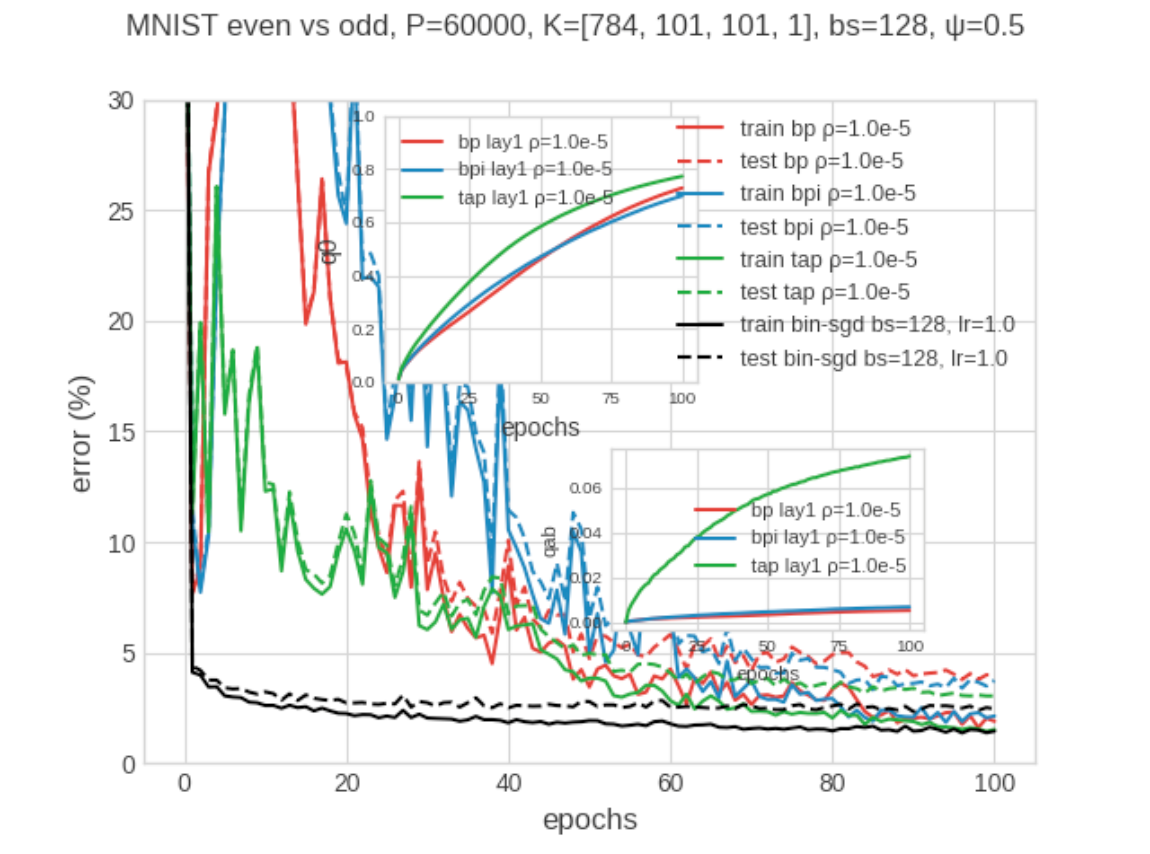 MNIST even vs odd, P=60000, K=[784, 101, 101, 1], bs=128, ψ=0.5
error (%)
30
25
20
15
10
5
0
0 20 40 60 80 100
epochs
train bp ρ=1.0e-5
test bp ρ=1.0e-5
train bpi ρ=1.0e-5
test bpi ρ=1.0e-5
train tap ρ=1.0e-5
test tap ρ=1.0e-5
train bin-sgd bs=128, lr=1.0
test bin-sgd bs=128, lr=1.0
1.0
0.8
0.6
0.4
0.2
0.0
bp lay1 ρ=1.0e-5
bpi lay1 ρ=1.0e-5
tap lay1 ρ=1.0e-5
0 25 50 75 100
epochs
qab
0.06
0.04
0.02
0.00
bp lay1 ρ=1.0e-5
bpi lay1 ρ=1.0e-5
tap lay1 ρ=1.0e-5
0 25 50 75 100
epochs